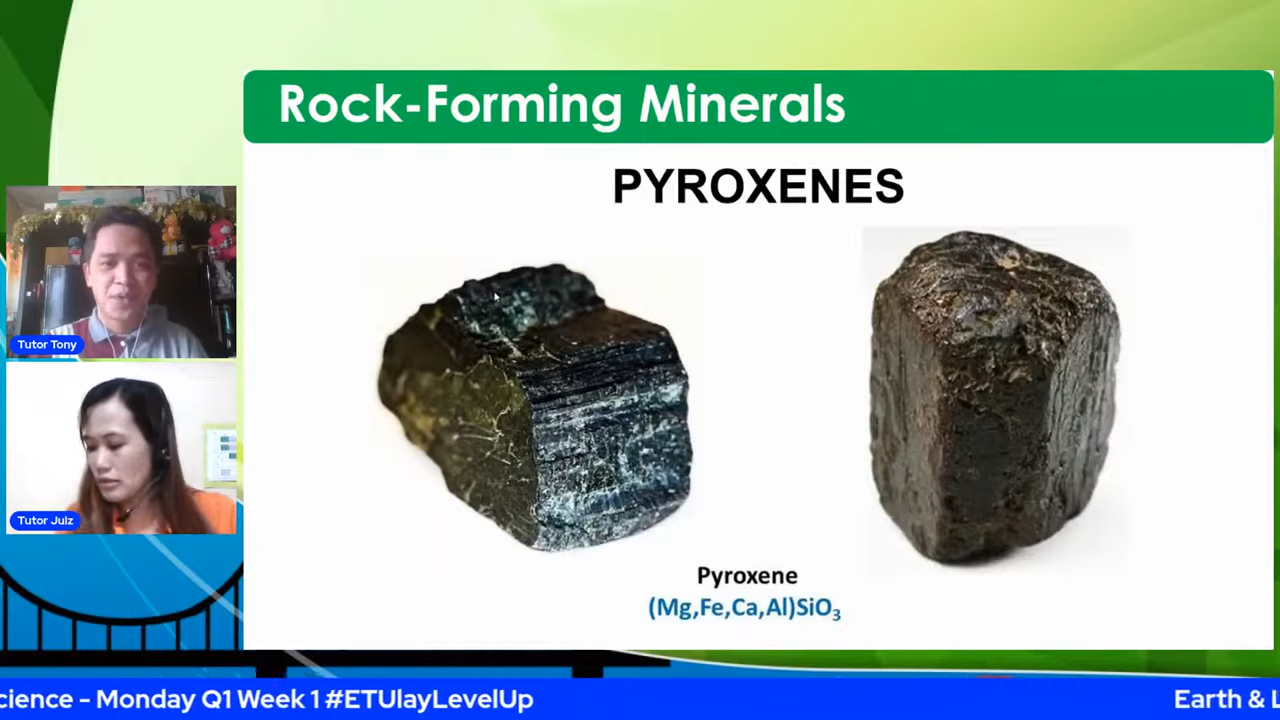 Rock-Forming Minerals
PYROXENES
Tutor Tony
Tutor Julz
Pyroxene
(Mg,Fe,Ca,Al)SiO₃
cience - Monday Q1 Week 1 #ETUlayLevelUp
Earth & L